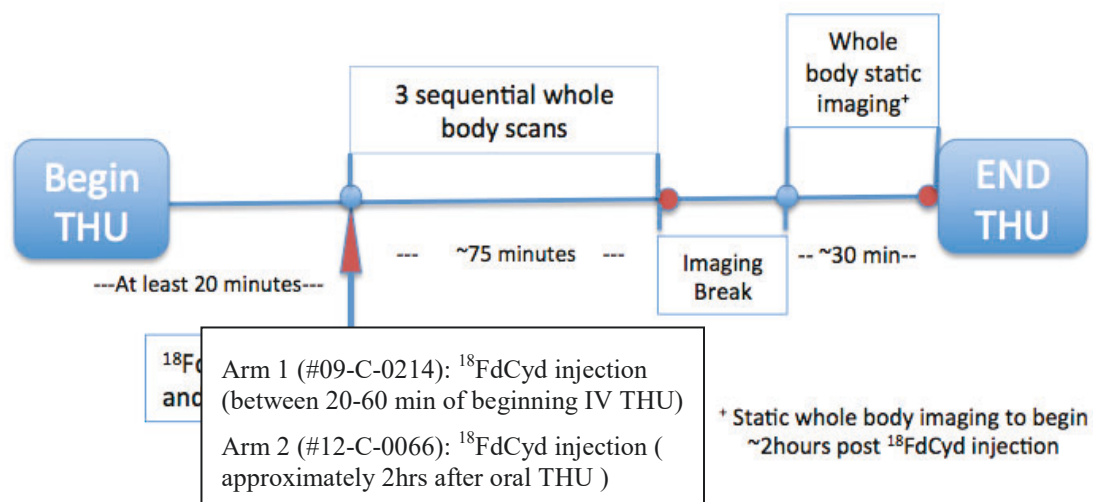 Whole
body static
imaging⁺
3 sequential whole
body scans
Begin
THU
END
THU
---At least 20 minutes---
--- ~75 minutes ---
Imaging
Break
-- ~30 min--
and
Arm 1 (#09-C-0214): ¹⁸FdCyd injection
(between 20-60 min of beginning IV THU)
Arm 2 (#12-C-0066): ¹⁸FdCyd injection (
approximately 2hrs after oral THU )
⁺ Static whole body imaging to begin
~2hours post ¹⁸FdCyd injection